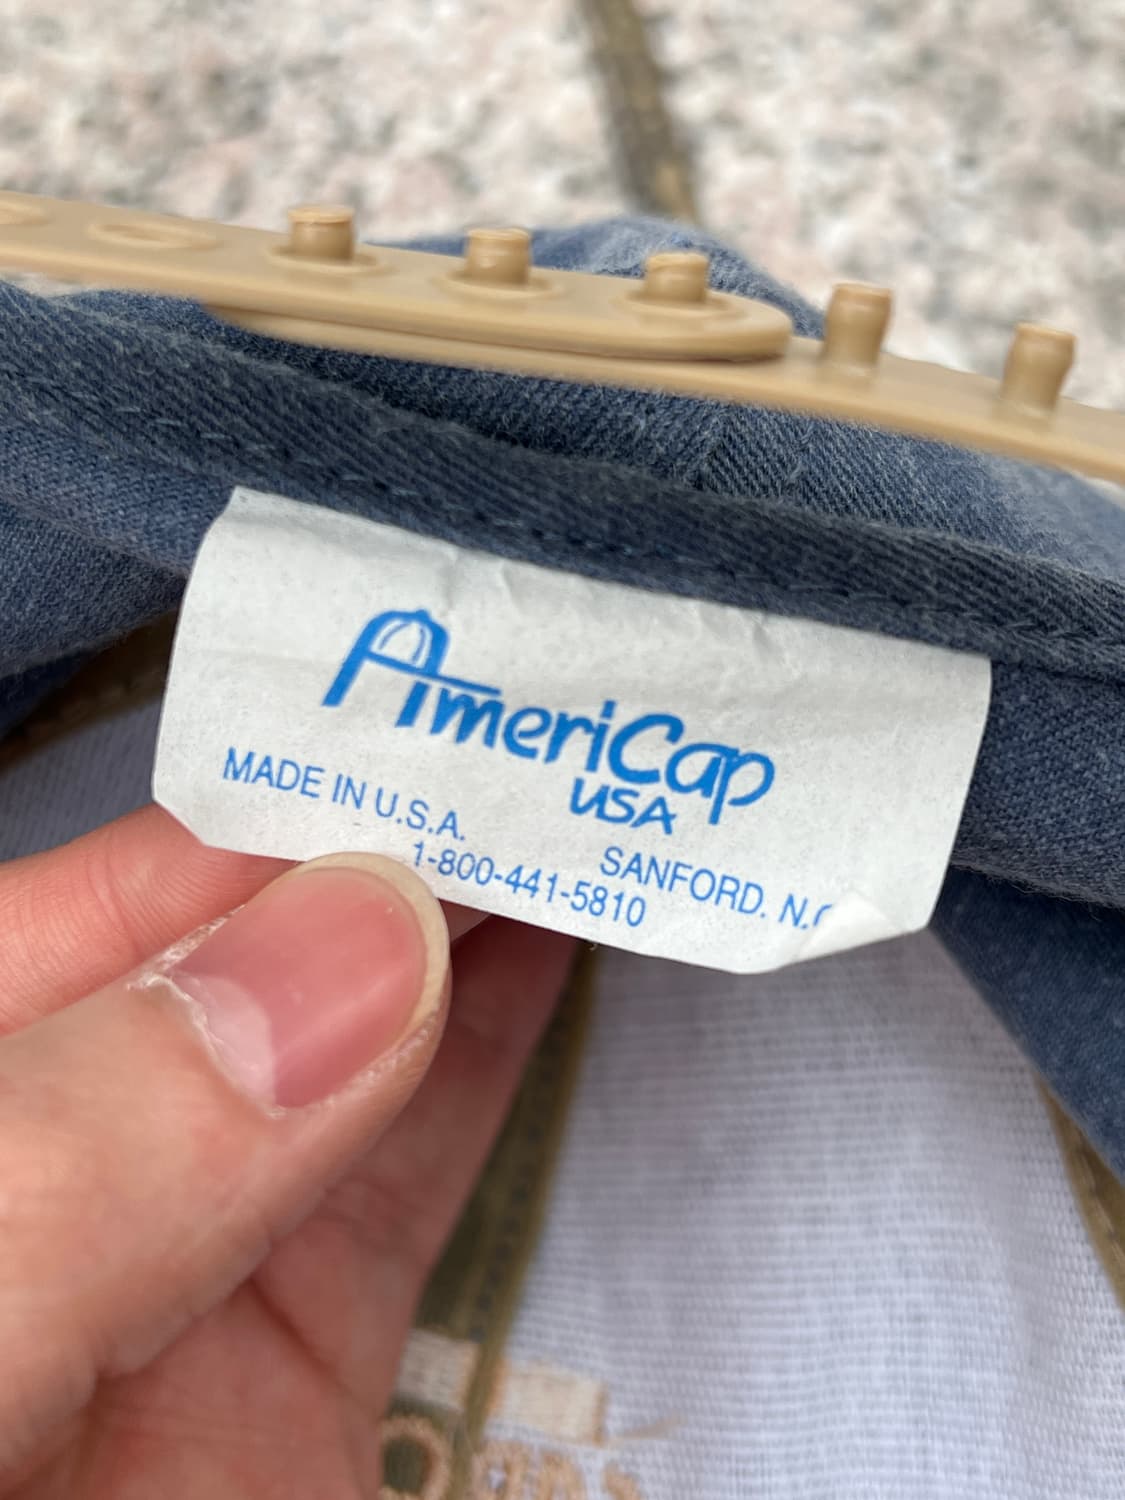 AmeriCap
USA
MADE IN U.S.A.
SANFORD. N.
1-800-441-5810